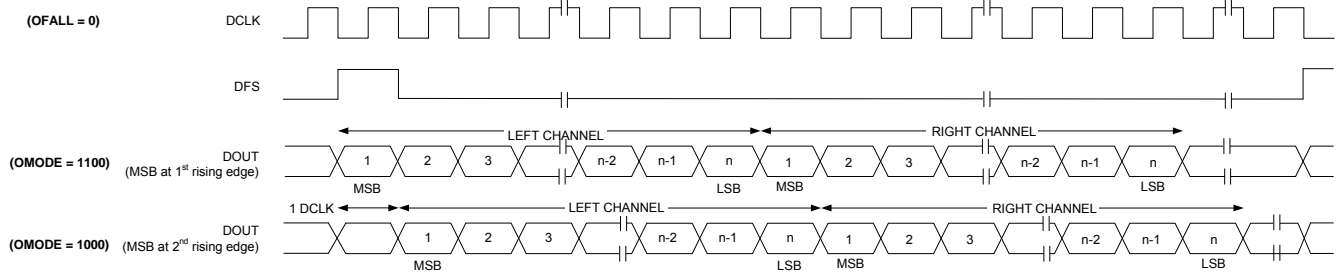 (OFALL = 0) DCLK
DFS
LEFT CHANNEL RIGHT CHANNEL
(OMODE = 1100) DOUT 1 2 3 n-2 n-1 n 1 2 3 n-2 n-1 n
(MSB at 1st rising edge)
MSB LSB MSB LSB
1 DCLK LEFT CHANNEL RIGHT CHANNEL
(OMODE = 1000) DOUT 1 2 3 n-2 n-1 n 1 2 3 n-2 n-1 n
(MSB at 2nd rising edge)
MSB LSB MSB LSB